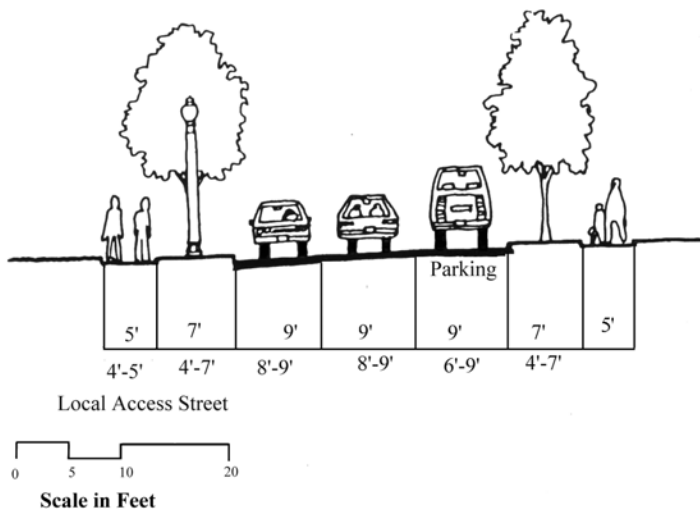 Parking
5' 7' 9' 9' 9' 7' 5'
4'-5' 4'-7' 8'-9' 8'-9' 6'-9' 4'-7'
Local Access Street
0 5 10 20
Scale in Feet